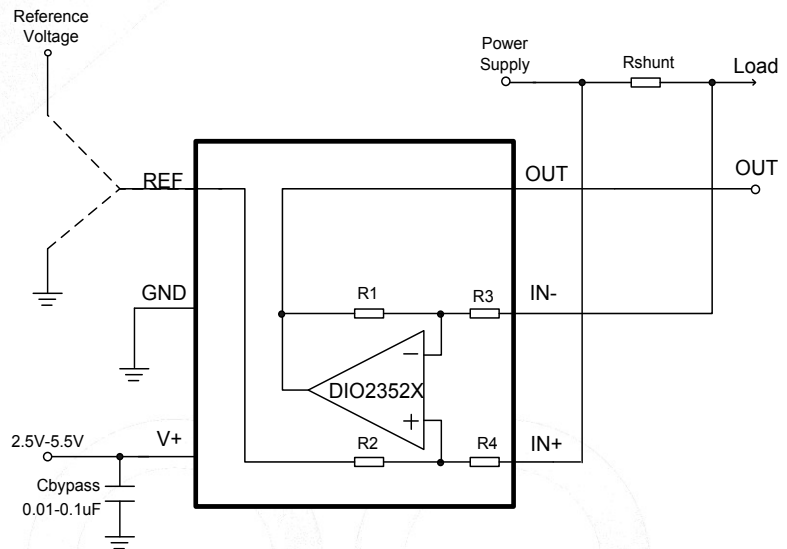 Reference
Voltage
Power
Supply
Rshunt
Load
REF
OUT
OUT
GND
R1
R3
IN-
DIO2352X
V+
2.5V-5.5V
R2
R4
IN+
Cbypass
0.01-0.1uF